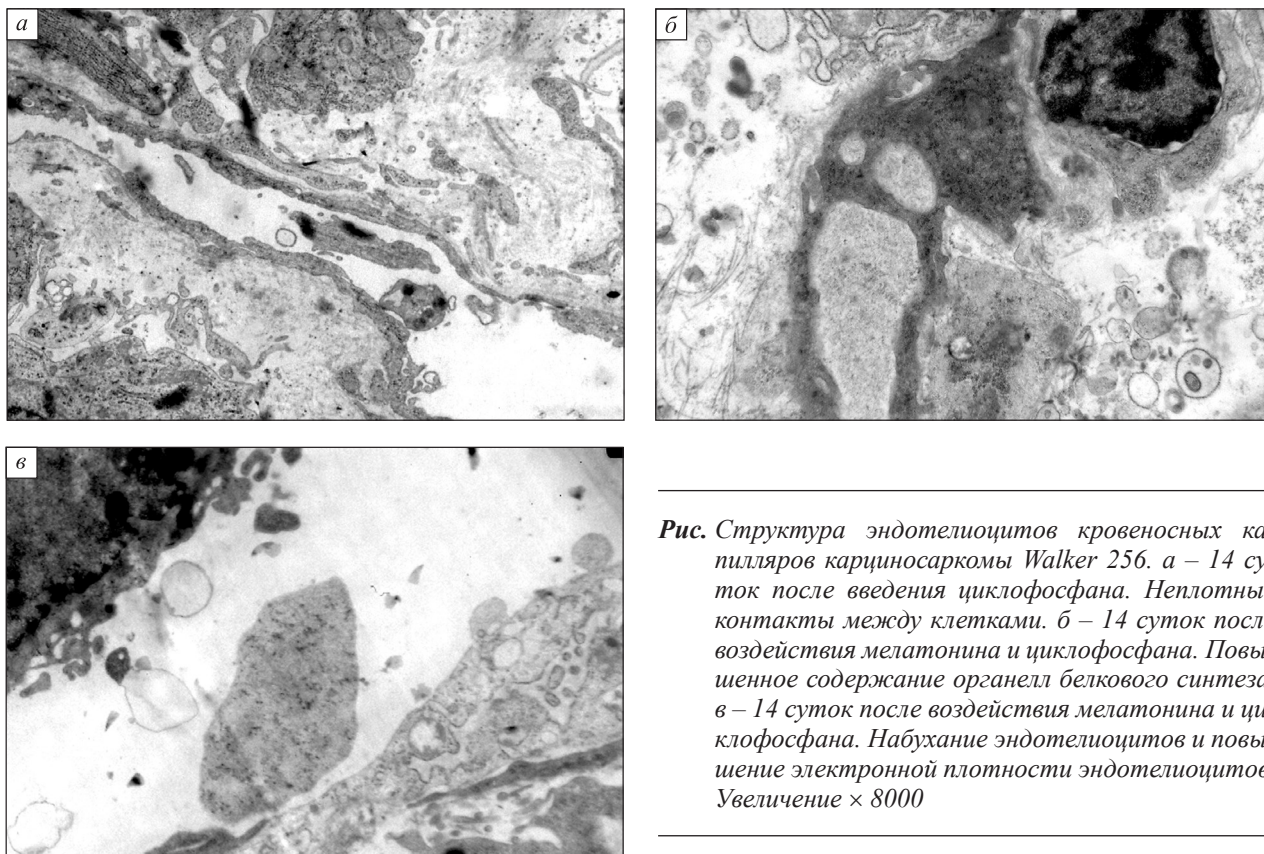 а
б
в
Рис. Структура эндотелиоцитов кровеносных ка
пилляров карциносаркомы Walker 256. а – 14 су
ток после введения циклофосфана. Неплотны
контакты между клетками. б – 14 суток посл
воздействия мелатонина и циклофосфана. Повы
шенное содержание органелл белкового синтеза
в – 14 суток после воздействия мелатонина и ци
клофосфана. Набухание эндотелиоцитов и повы
шение электронной плотности эндотелиоцитов
Увеличение × 8000